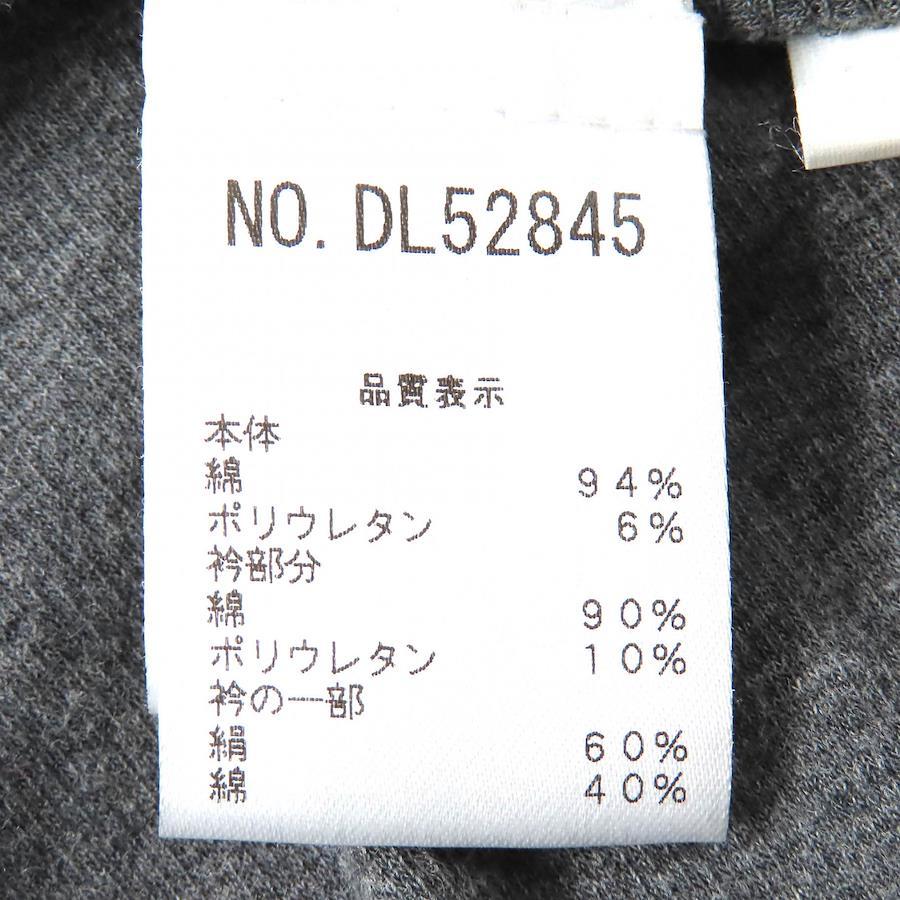 NO. DL52845
品質表示
本体
綿 94%
ポリウレタン 6%
衿部分
綿 90%
ポリウレタン 10%
衿の一部
絹 60%
綿 40%